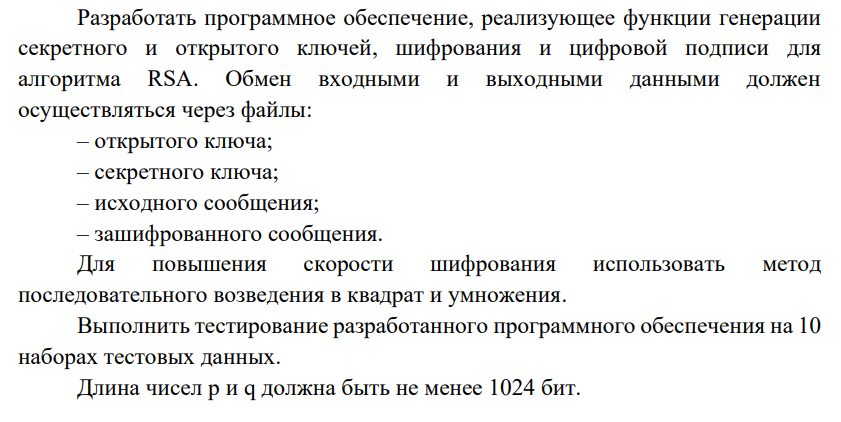 Разработать программное обеспечение, реализующее функции генерации
секретного и открытого ключей, шифрования и цифровой подписи для
алгоритма RSA. Обмен входными и выходными данными должен
осуществляться через файлы:
– открытого ключа;
– секретного ключа;
– исходного сообщения;
– зашифрованного сообщения.
Для повышения скорости шифрования использовать метод
последовательного возведения в квадрат и умножения.
Выполнить тестирование разработанного программного обеспечения на 10
наборах тестовых данных.
Длина чисел p и q должна быть не менее 1024 бит.